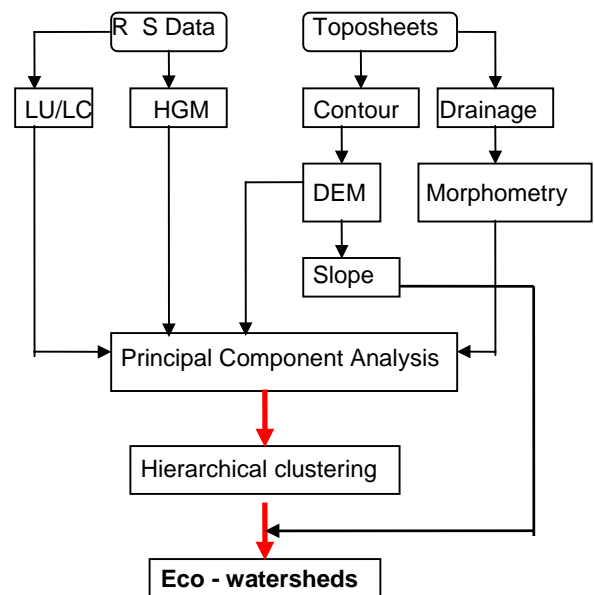 R S Data
Toposheets
LU/LC
HGM
Contour
Drainage
DEM
Morphometry
Slope
Principal Component Analysis
Hierarchical clustering
Eco - watersheds